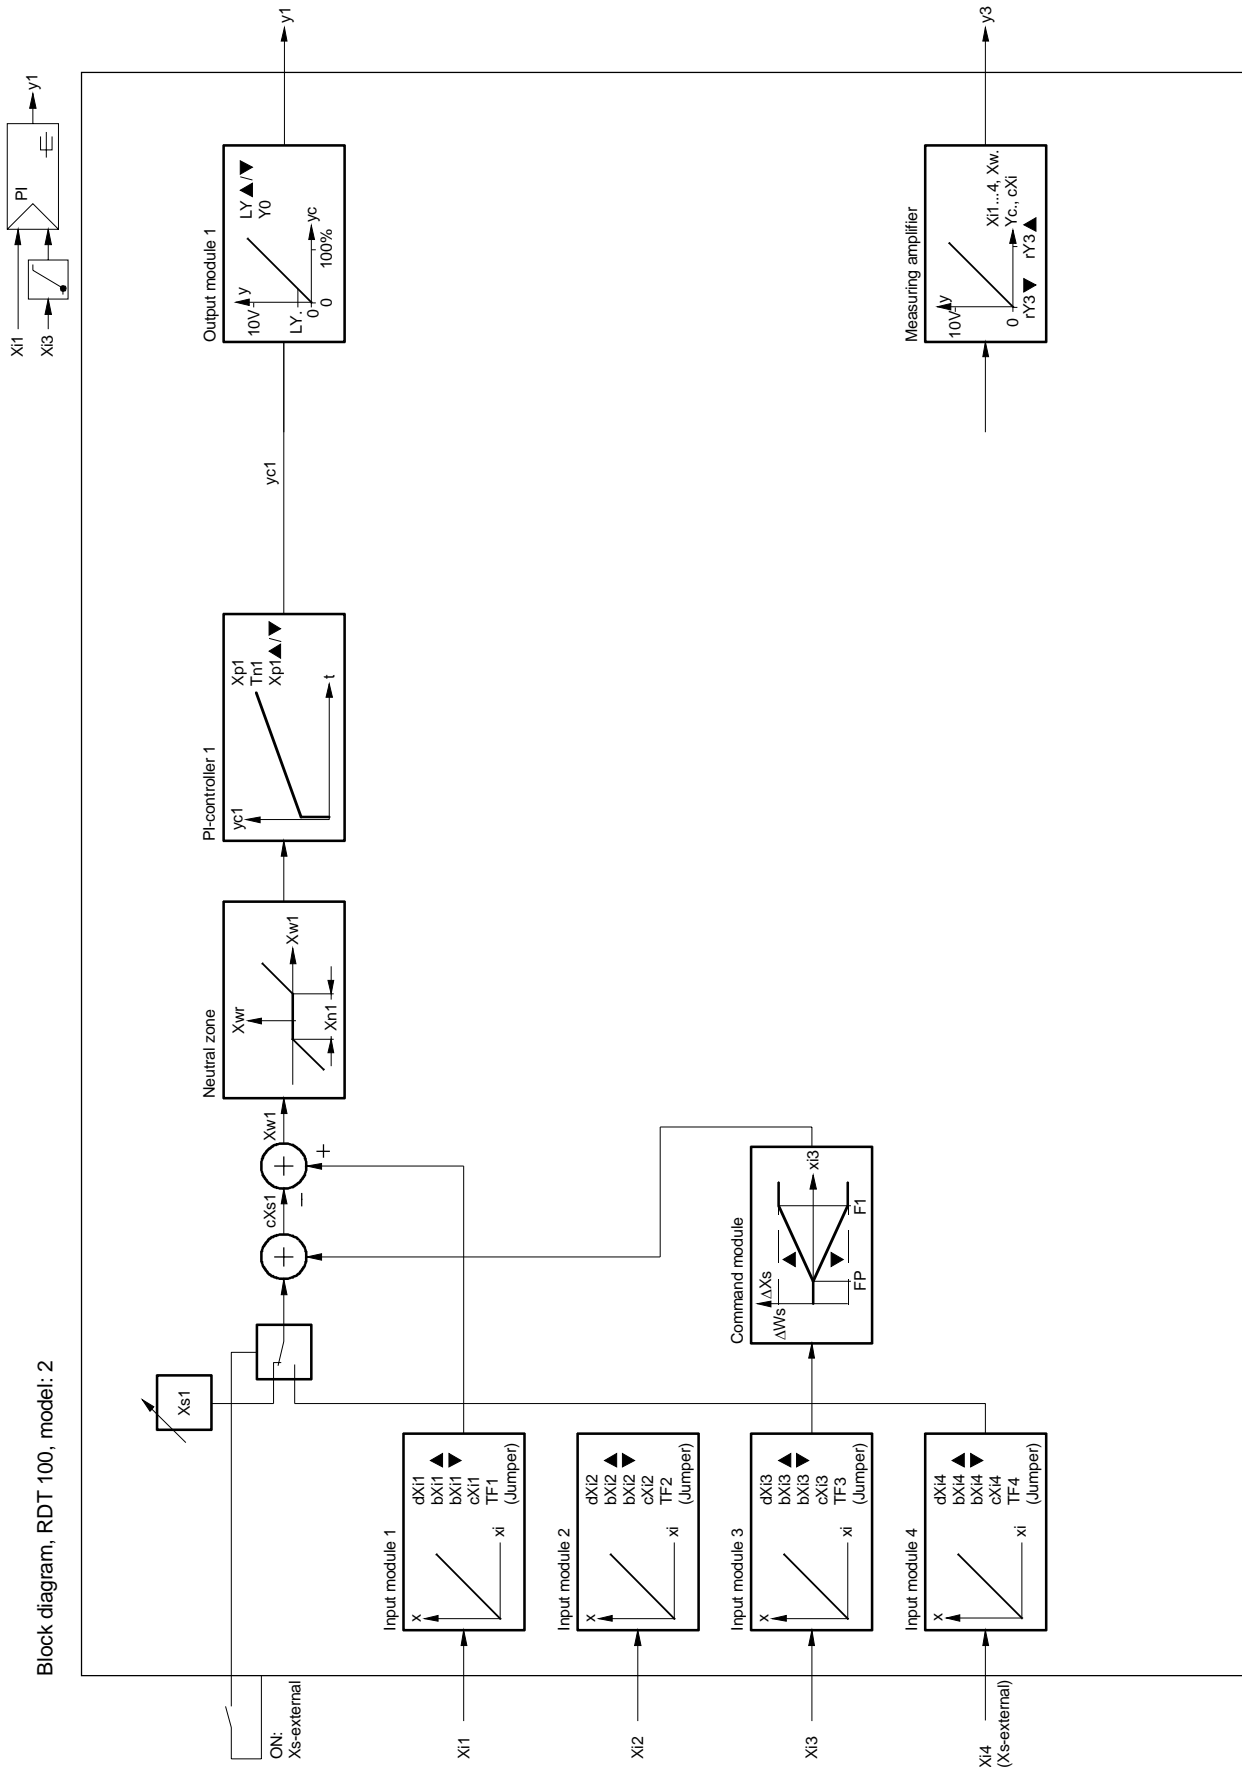 Block diagram, RDT 100, model: 2
Xi1
Xi3
PI
y1
ON:
Xs-external
Xs1
cXs1
–
+
Xw1
Neutral zone
Xwr
Xw1
Xn1
PI-controller 1
yc1
t
Xp1
Tn1
Xp1▲/▼
yc1
Output module 1
10V
y
LY.
0
0
100%
yc
LY▲/▼
Y0
y1
Xi1
Input module 1
x
xi
dXi1
bXi1 ▲
bXi1 ▼
cXi1
TF1
(Jumper)
Xi2
Input module 2
x
xi
dXi2
bXi2 ▲
bXi2 ▼
cXi2
TF2
(Jumper)
Xi3
Input module 3
x
xi
dXi3
bXi3 ▲
bXi3 ▼
cXi3
TF3
(Jumper)
Command module
ΔWs
ΔXs
▲
▼
xi3
FP
F1
Xi4
(Xs-external)
Input module 4
x
xi
dXi4
bXi4 ▲
bXi4 ▼
cXi4
TF4
(Jumper)
Measuring amplifier
10V
y
0
rY3▼
rY3▲
Xi1...4, Xw.
Yc., cXi
y3